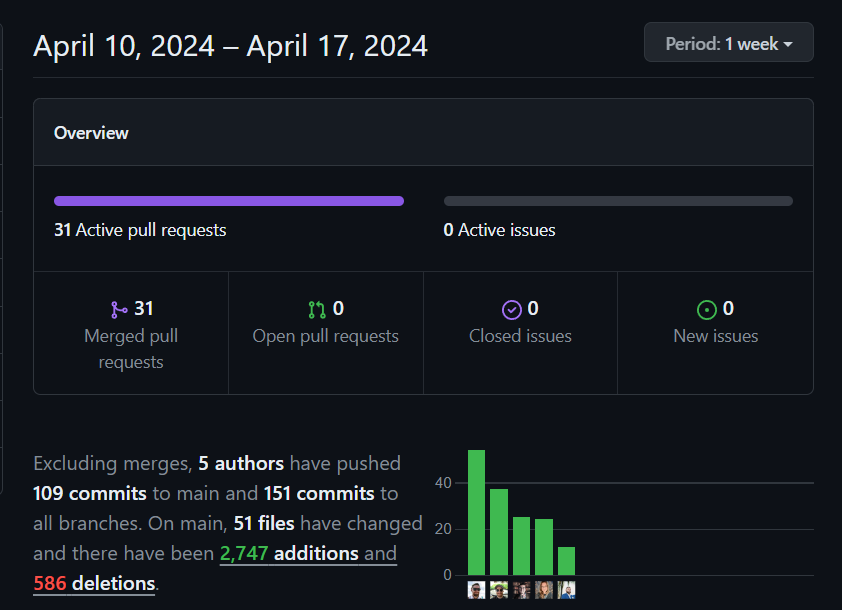 April 10, 2024 – April 17, 2024
Period: 1 week
Overview
31 Active pull requests
0 Active issues
31
Merged pull
requests
0
Open pull requests
0
Closed issues
0
New issues
Excluding merges, 5 authors have pushed
109 commits to main and 151 commits to
all branches. On main, 51 files have changed
and there have been 2,747 additions and
586 deletions.
40
20
0